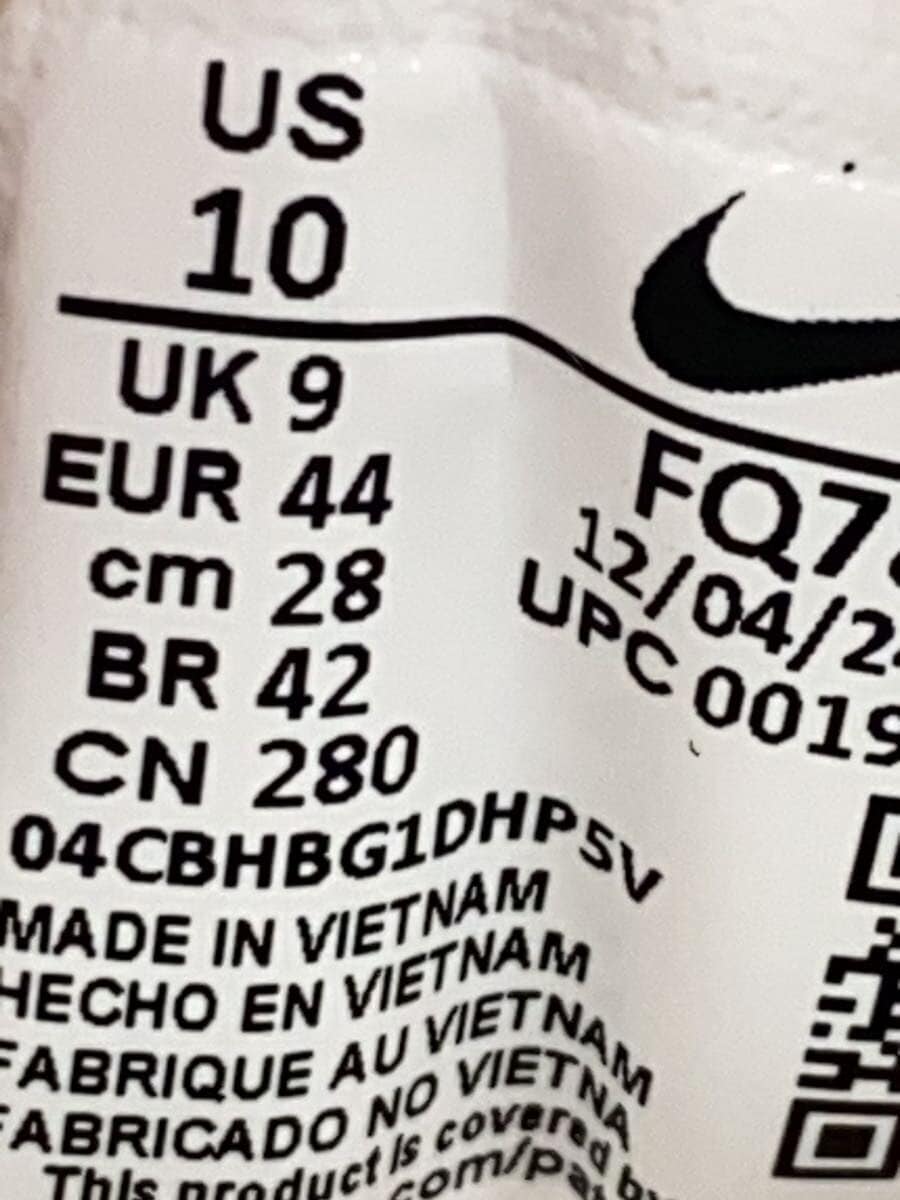 US
10
UK 9
EUR 44
cm 28
BR 42
CN 280
04CBHBG1DHP5V
MADE IN VIETNAM
HECHO EN VIETNAM
FABRIQUE AU VIETNAM
FABRICADO NO VIETNA
This product is covered by
.com/pa
FQ7
12/04/2
UPC 0019